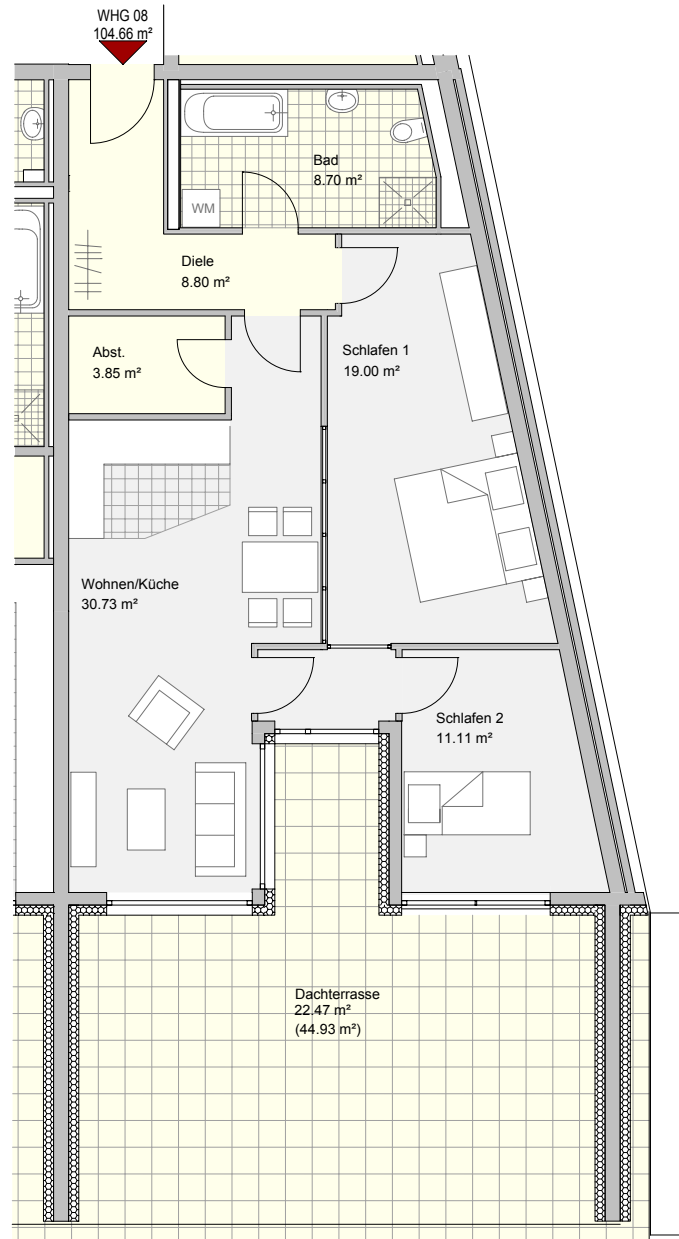 WHG 08
104.66 m²
Bad
8.70 m²
WM
Diele
8.80 m²
Abst.
3.85 m²
Schlafen 1
19.00 m²
Wohnen/Küche
30.73 m²
Schlafen 2
11.11 m²
Dachterrasse
22.47 m²
(44.93 m²)